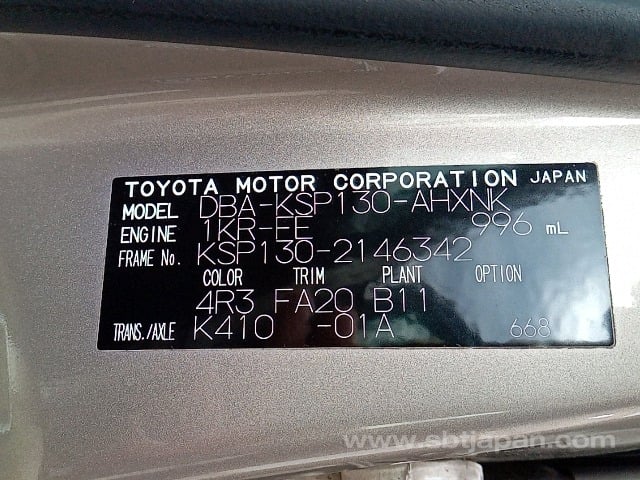 TOYOTA MOTOR CORPORATION JAPAN
MODEL DBA-KSP130-AHXNK
ENGINE 1KR-FE 996 mL
FRAME No. KSP130-2146342
COLOR TRIM PLANT OPTION
4R3 FA20 B11
TRANS./AXLE K410 -01A 668
www.sbtjapan.com